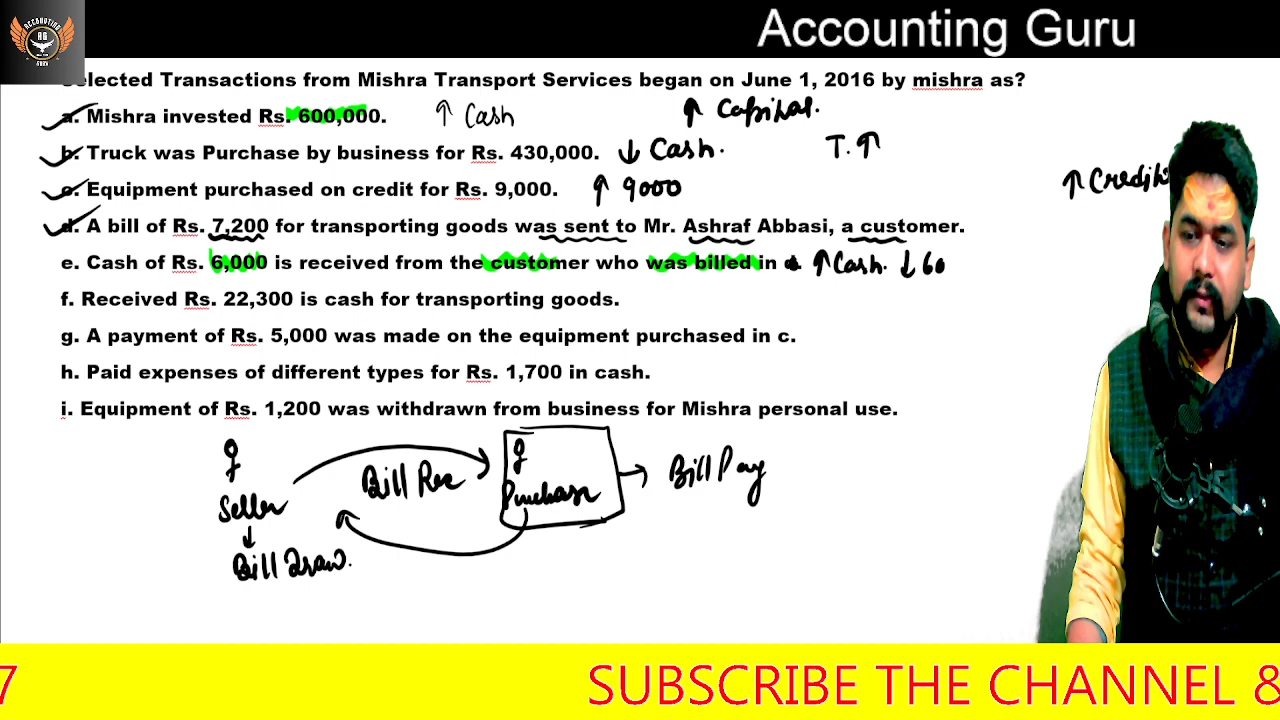 ACCOUNTING
AG
GURU
Accounting Guru
elected Transactions from Mishra Transport Services began on June 1, 2016 by mishra as?
a. Mishra invested Rs. 600,000. ↑ Cash ↑ Capital.
b. Truck was Purchase by business for Rs. 430,000. ↓ Cash. T. ↑
c. Equipment purchased on credit for Rs. 9,000. ↑ 9000 ↑ Credito
d. A bill of Rs. 7,200 for transporting goods was sent to Mr. Ashraf Abbasi, a customer.
e. Cash of Rs. 6,000 is received from the customer who was billed in d. ↑ Cash. ↓ 60
f. Received Rs. 22,300 is cash for transporting goods.
g. A payment of Rs. 5,000 was made on the equipment purchased in c.
h. Paid expenses of different types for Rs. 1,700 in cash.
i. Equipment of Rs. 1,200 was withdrawn from business for Mishra personal use.
Seller Bill Rec Purchase Bill Pay
Bill Draw.
7 SUBSCRIBE THE CHANNEL 8